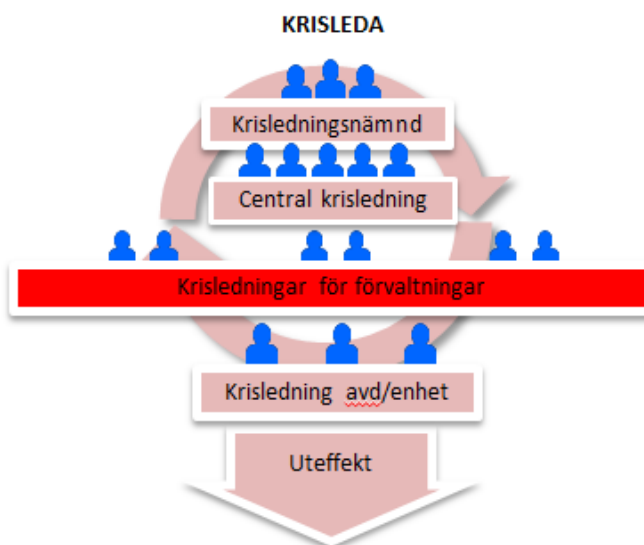 KRISLEDA
Krisledningsnämnd
Central krisledning
Krisledningar för förvaltningar
Krisledning avd/enhet
Uteffekt